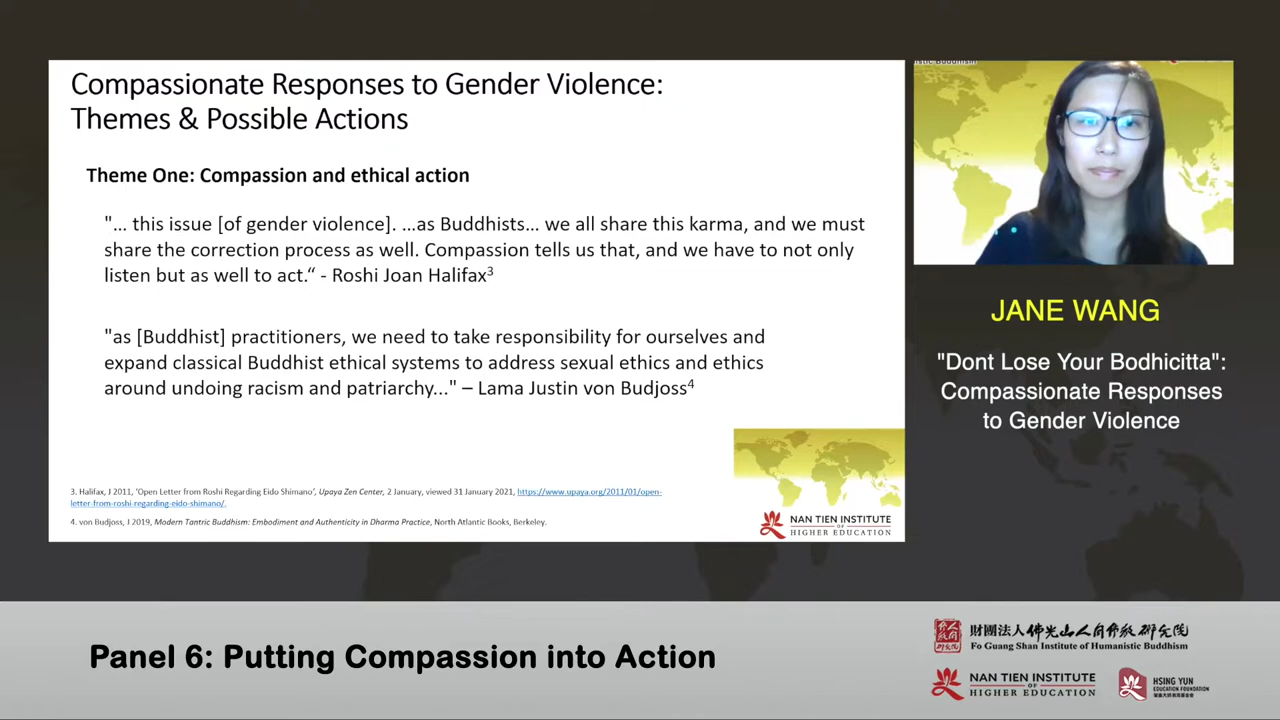 Compassionate Responses to Gender Violence:
Themes & Possible Actions
Theme One: Compassion and ethical action
"... this issue [of gender violence]. ...as Buddhists... we all share this karma, and we must
share the correction process as well. Compassion tells us that, and we have to not only
listen but as well to act.“ - Roshi Joan Halifax3
"as [Buddhist] practitioners, we need to take responsibility for ourselves and
expand classical Buddhist ethical systems to address sexual ethics and ethics
around undoing racism and patriarchy..." – Lama Justin von Budjoss4
3. Halifax, J 2011, 'Open Letter from Roshi Regarding Eido Shimano', Upaya Zen Center, 2 January, viewed 31 January 2021, https://www.upaya.org/2011/01/open-
letter-from-roshi-regarding-eido-shimano/.
4. von Budjoss, J 2019, Modern Tantric Buddhism: Embodiment and Authenticity in Dharma Practice, North Atlantic Books, Berkeley.
NAN TIEN INSTITUTE
OF
HIGHER EDUCATION
JANE WANG
"Dont Lose Your Bodhicitta":
Compassionate Responses
to Gender Violence
Panel 6: Putting Compassion into Action
財團法人佛光山人間佛教研究院
Fo Guang Shan Institute of Humanistic Buddhism
NAN TIEN INSTITUTE
OF
HIGHER EDUCATION
HSING YUN
EDUCATION FOUNDATION